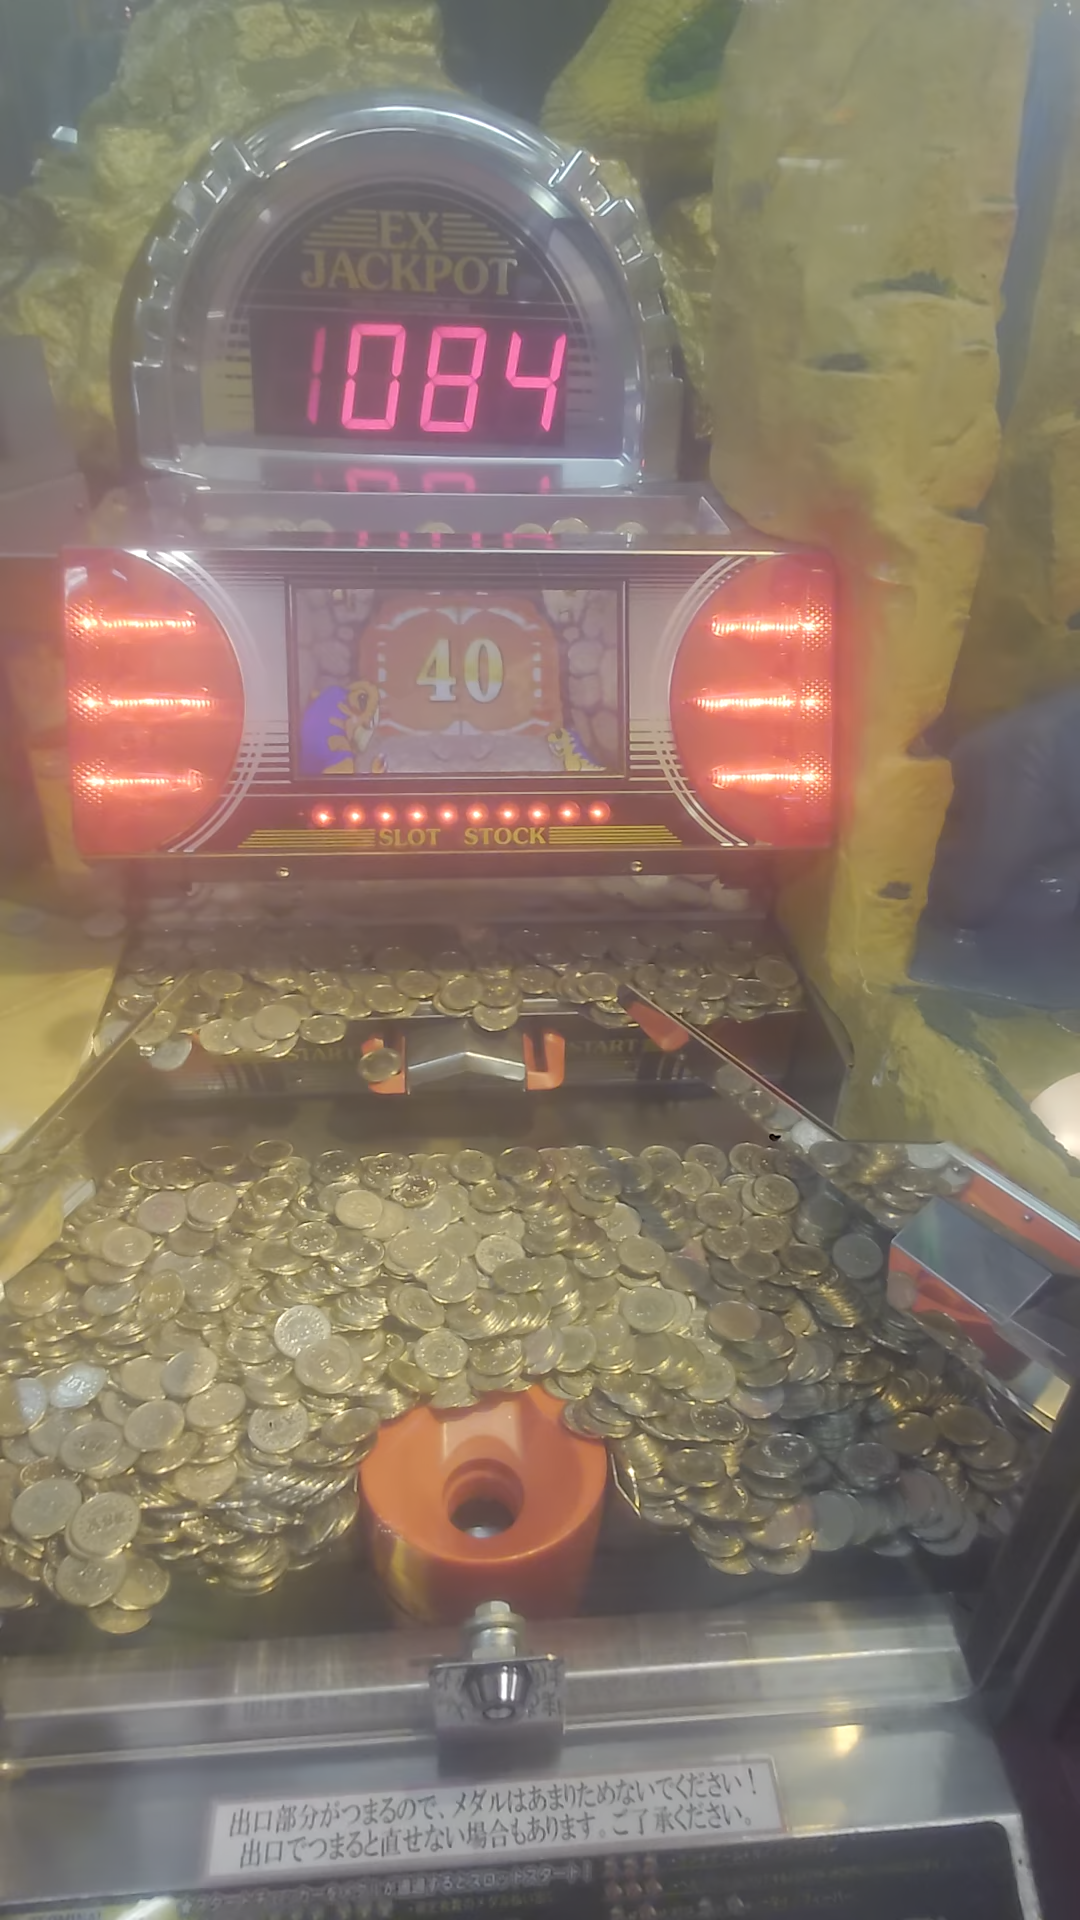 EX
JACKPOT
1084
40
SLOT STOCK
START START
出口部分がつまるので、メダルはあまりためないでください！
出口でつまると直せない場合もあります。ご了承ください。